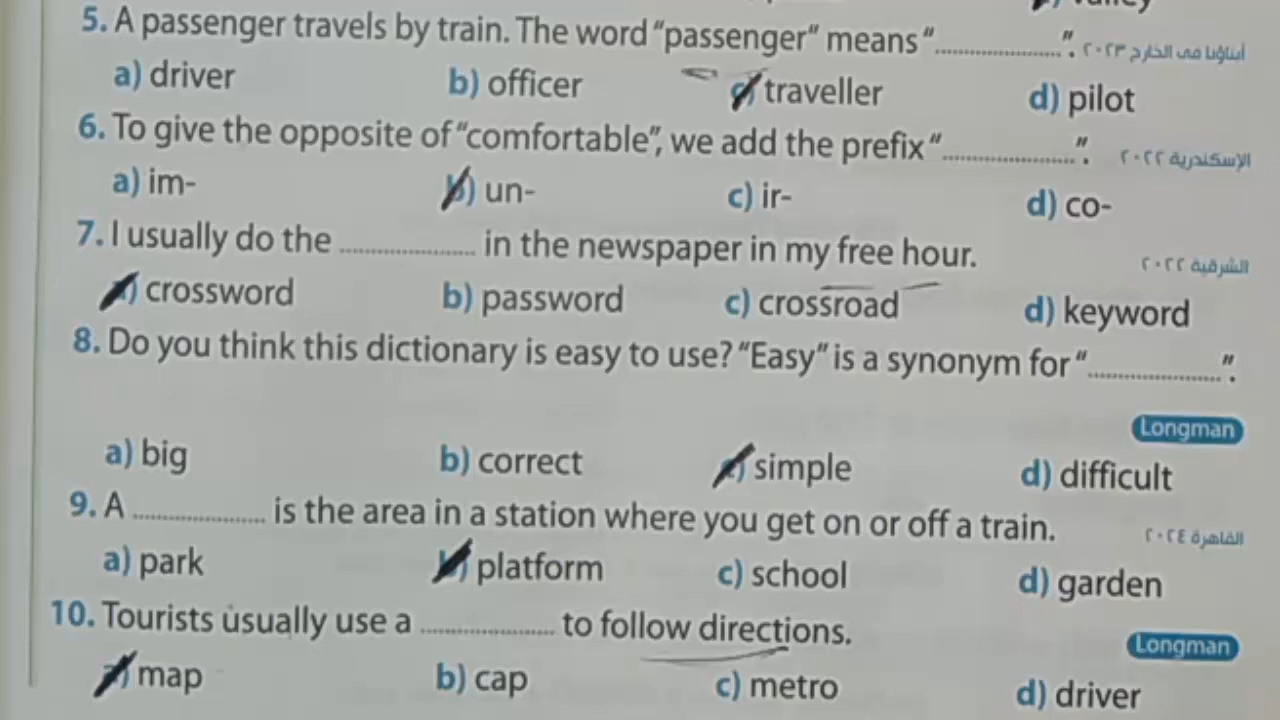 valley
5. A passenger travels by train. The word "passenger" means "....................". أبناؤنا فى الخارج ٢٠٢٣
a) driver b) officer c) traveller d) pilot
6. To give the opposite of "comfortable", we add the prefix "....................". الإسكندرية ٢٠٢٢
a) im- b) un- c) ir- d) co-
7. I usually do the .................... in the newspaper in my free hour. الشرقية ٢٠٢٢
a) crossword b) password c) crossroad d) keyword
8. Do you think this dictionary is easy to use? "Easy" is a synonym for "....................".
Longman
a) big b) correct c) simple d) difficult
9. A .................... is the area in a station where you get on or off a train. القاهرة ٢٠٢٤
a) park b) platform c) school d) garden
10. Tourists usually use a .................... to follow directions. Longman
a) map b) cap c) metro d) driver